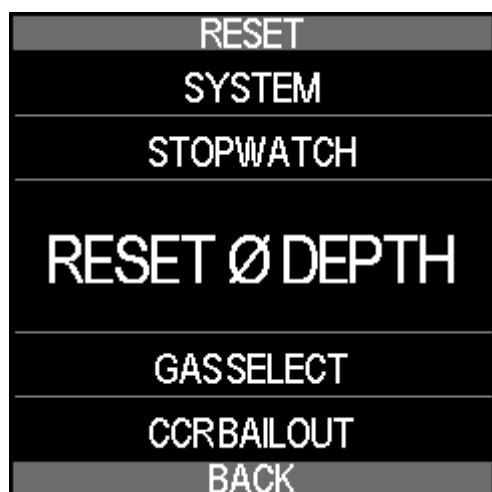 RESET
SYSTEM
STOPWATCH
RESET Ø DEPTH
GASSELECT
CCRBAILOUT
BACK